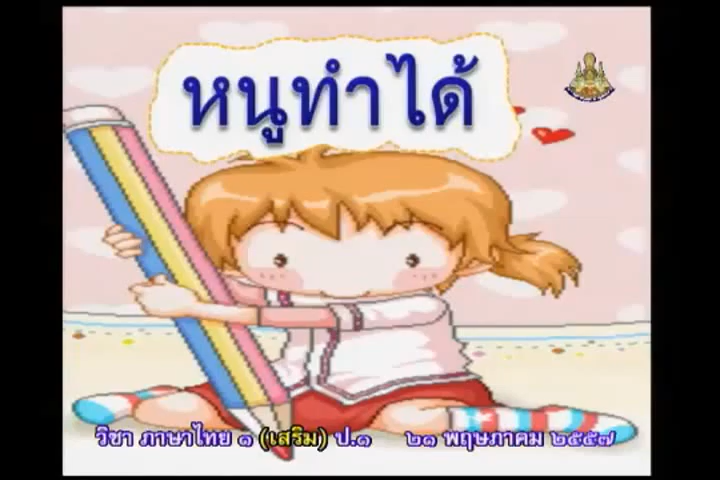 หนูทำได้
วิชา ภาษาไทย ๑ (เสริม) ป.๑ ๒๑ พฤษภาคม ๒๕๕๗